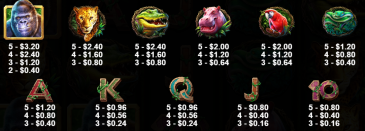 5 - $3.20
4 - $2.40
3 - $1.20
2 - $0.40
5 - $2.40
4 - $1.60
3 - $0.80
5 - $2.40
4 - $1.60
3 - $0.80
5 - $2.00
4 - $1.20
3 - $0.64
5 - $2.00
4 - $1.20
3 - $0.64
5 - $1.20
4 - $0.80
3 - $0.40
A
K
Q
J
10
5 - $1.20
4 - $0.80
3 - $0.40
5 - $0.96
4 - $0.56
3 - $0.24
5 - $0.96
4 - $0.56
3 - $0.24
5 - $0.80
4 - $0.40
3 - $0.16
5 - $0.80
4 - $0.40
3 - $0.16